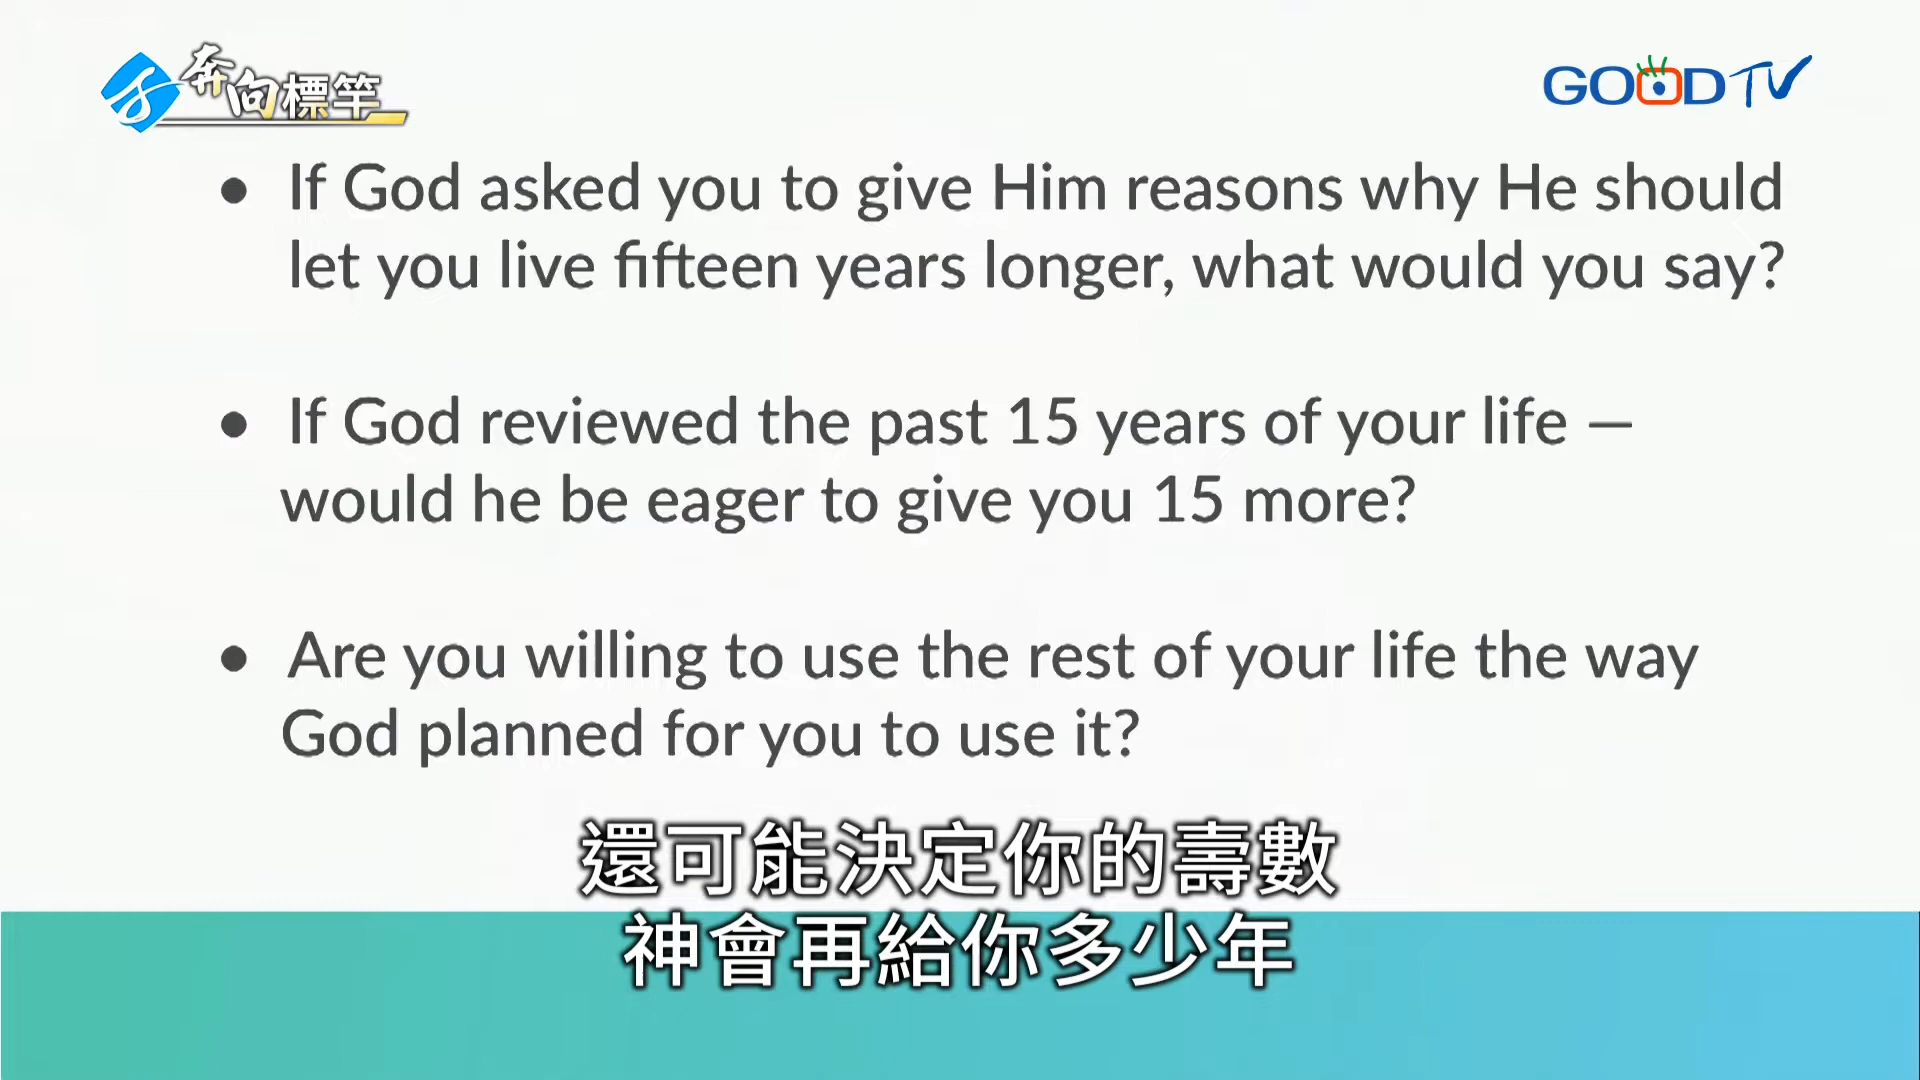 奔向標竿
GOOD TV
• If God asked you to give Him reasons why He should
let you live fifteen years longer, what would you say?
• If God reviewed the past 15 years of your life —
would he be eager to give you 15 more?
• Are you willing to use the rest of your life the way
God planned for you to use it?
還可能決定你的壽數
神會再給你多少年